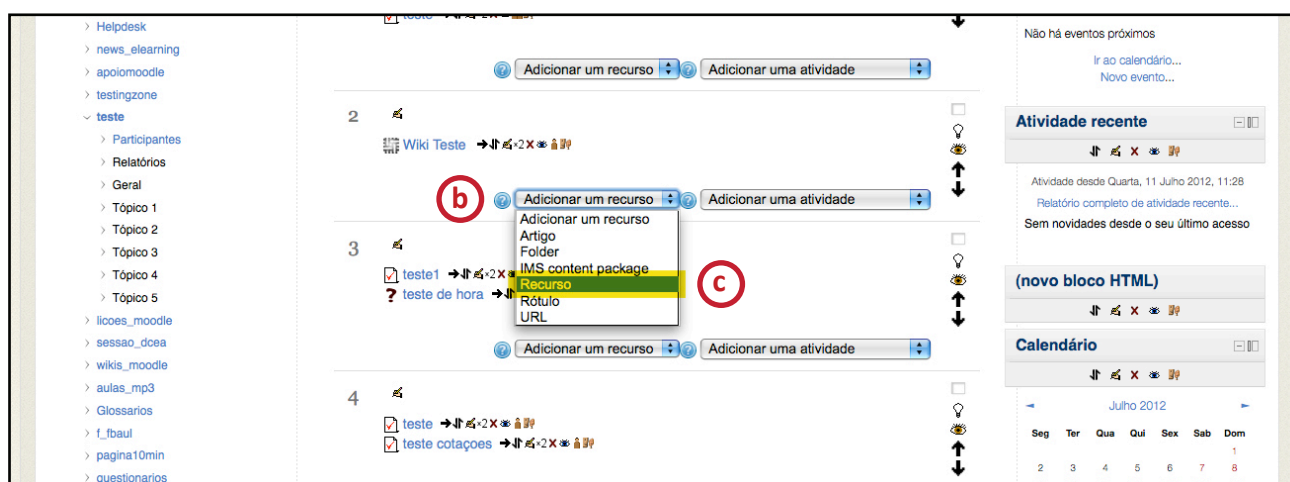 Helpdesk
news_elearning
apoiomoodle
testingzone
teste
Participantes
Relatórios
Geral
Tópico 1
Tópico 2
Tópico 3
Tópico 4
Tópico 5
licoes_moodle
sessao_dcea
wikis_moodle
aulas_mp3
Glossarios
f_fbaul
pagina10min
questionarios
teste
Adicionar um recurso Adicionar uma atividade
2
Wiki Teste ×2
b
Adicionar um recurso Adicionar uma atividade
Adicionar um recurso
Artigo
Folder
IMS content package
Recurso
Rótulo
URL
c
3
teste1 ×2
teste de hora
Adicionar um recurso Adicionar uma atividade
4
teste ×2
teste cotaçoes ×2
Não há eventos próximos
Ir ao calendário...
Novo evento...
Atividade recente
Atividade desde Quarta, 11 Julho 2012, 11:28
Relatório completo de atividade recente...
Sem novidades desde o seu último acesso
(novo bloco HTML)
Calendário
Julho 2012
Seg Ter Qua Qui Sex Sab Dom
1
2 3 4 5 6 7 8